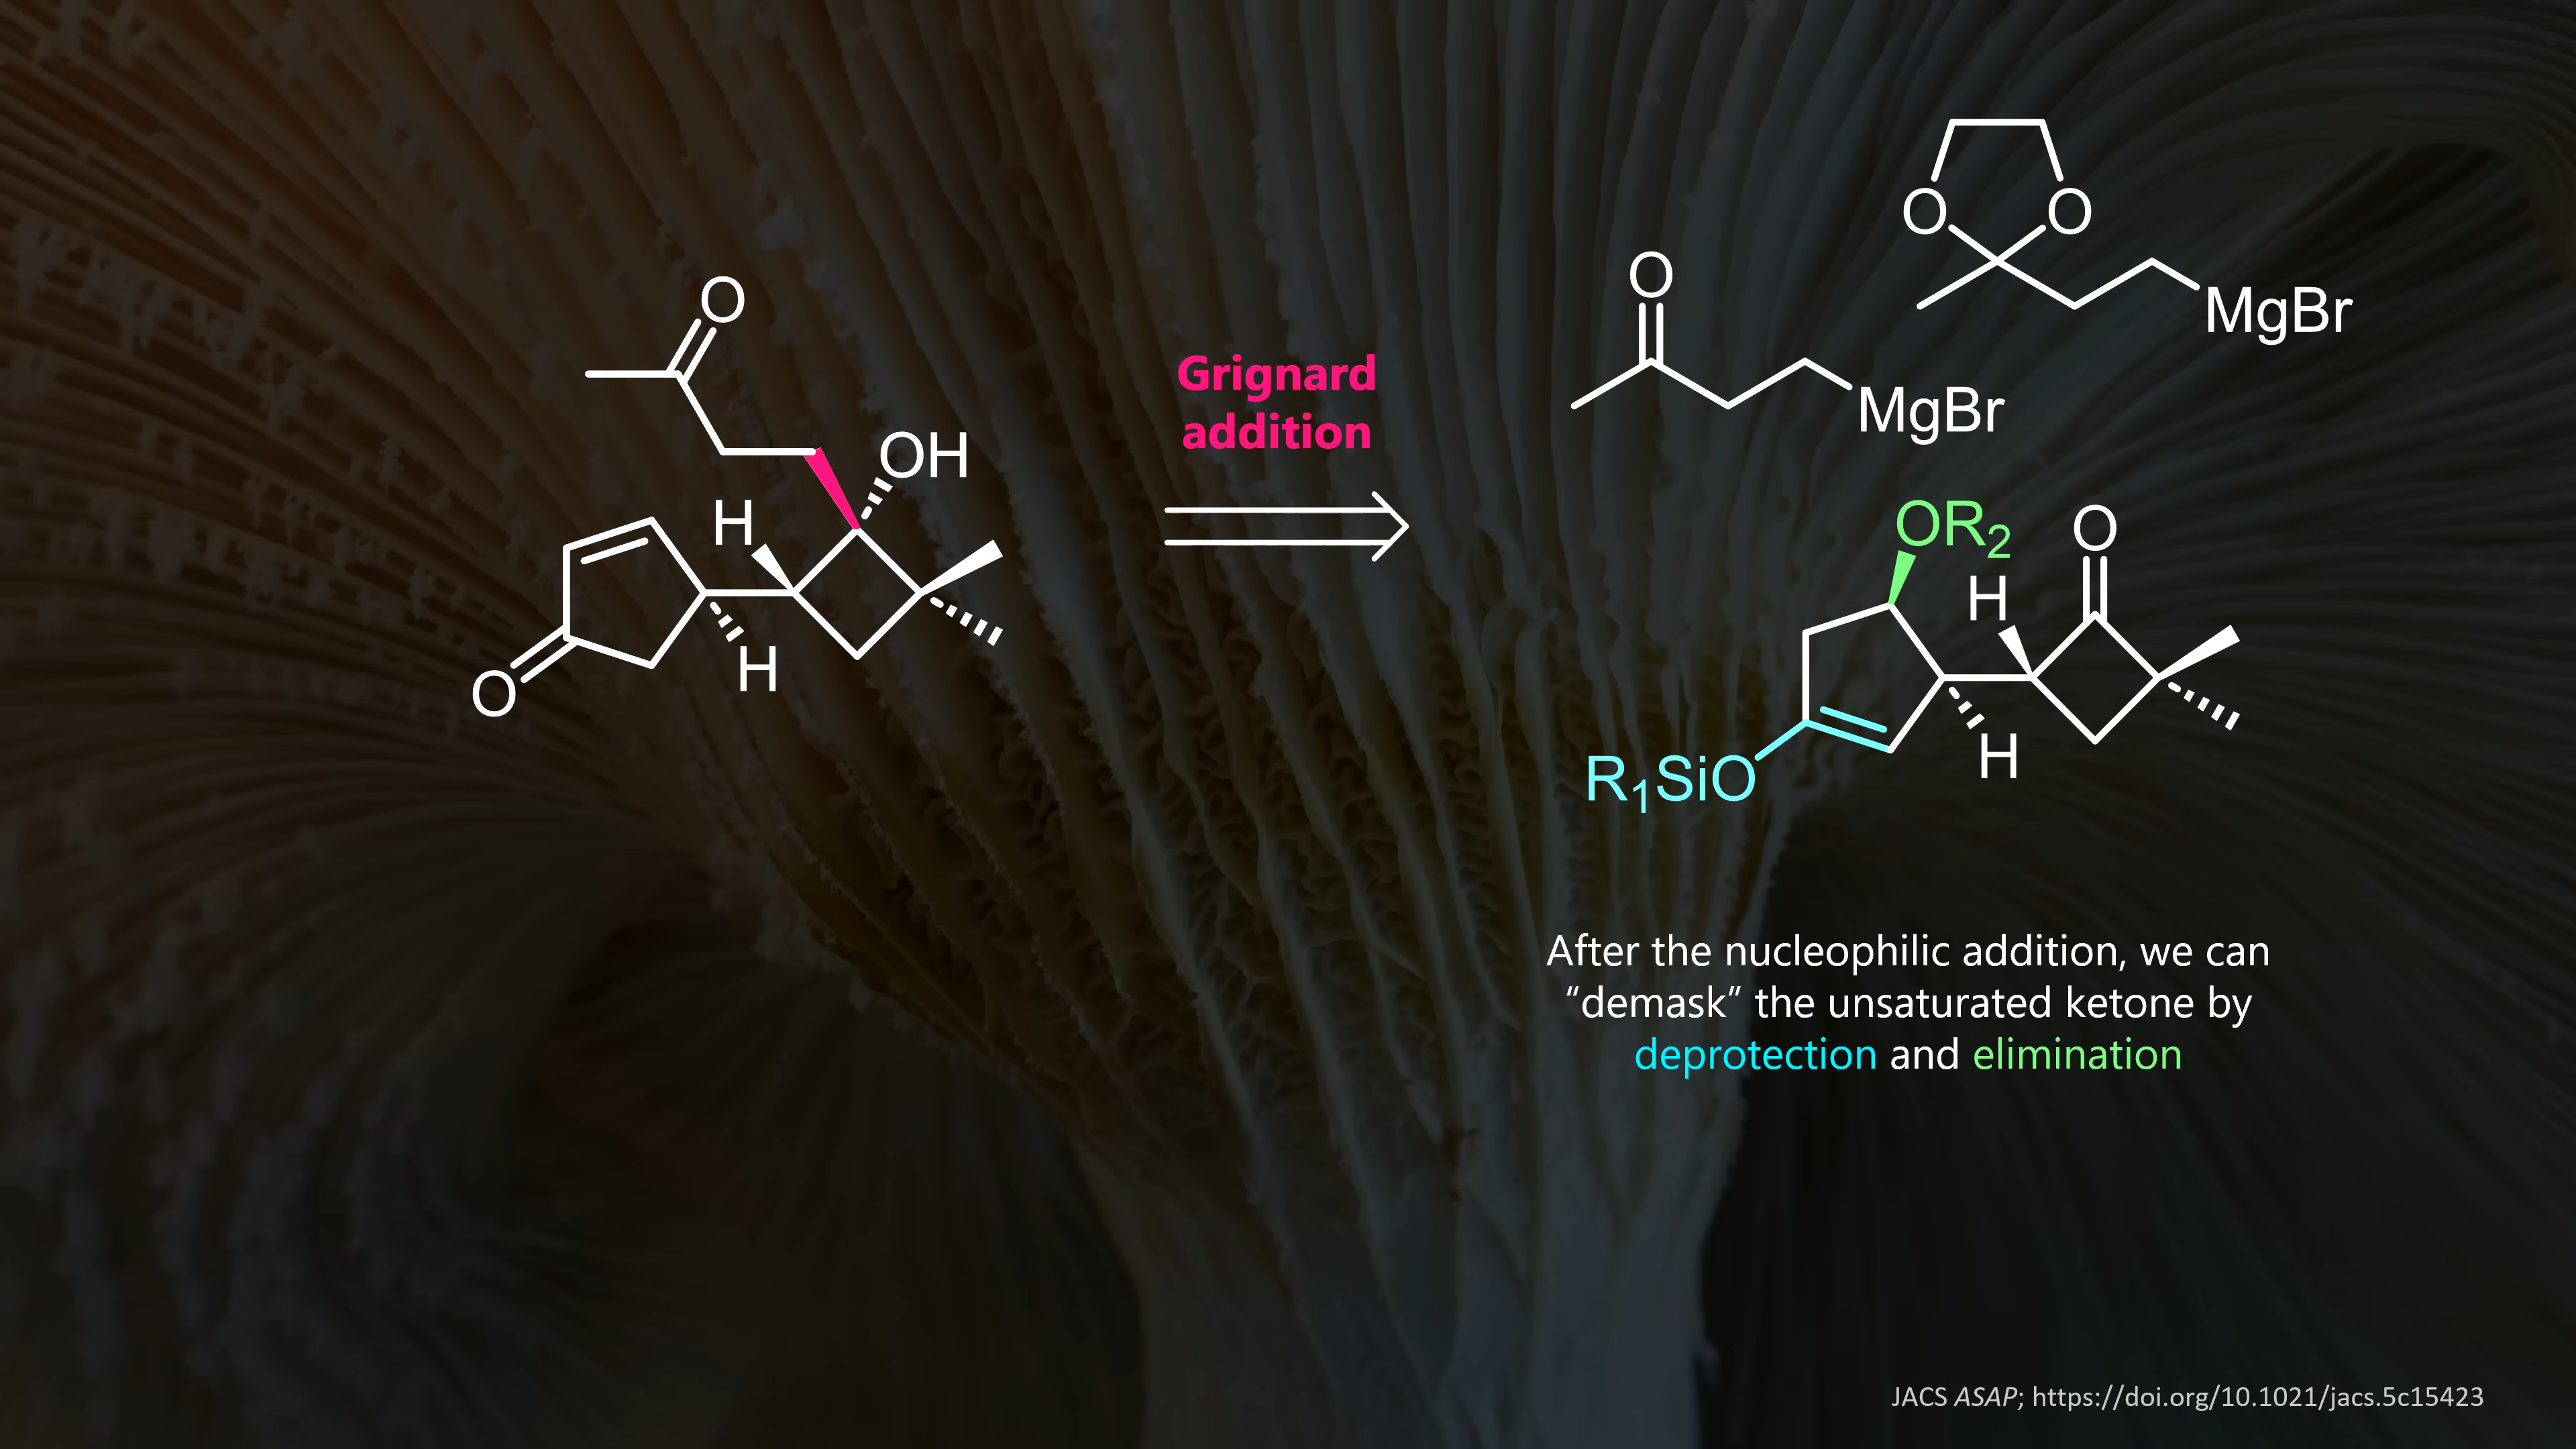 O
O
O
MgBr
O
MgBr
O
OH
H
H
O
Grignard
addition
OR₂
O
H
H
R₁SiO
After the nucleophilic addition, we can
“demask” the unsaturated ketone by
deprotection and elimination
JACS ASAP; https://doi.org/10.1021/jacs.5c15423